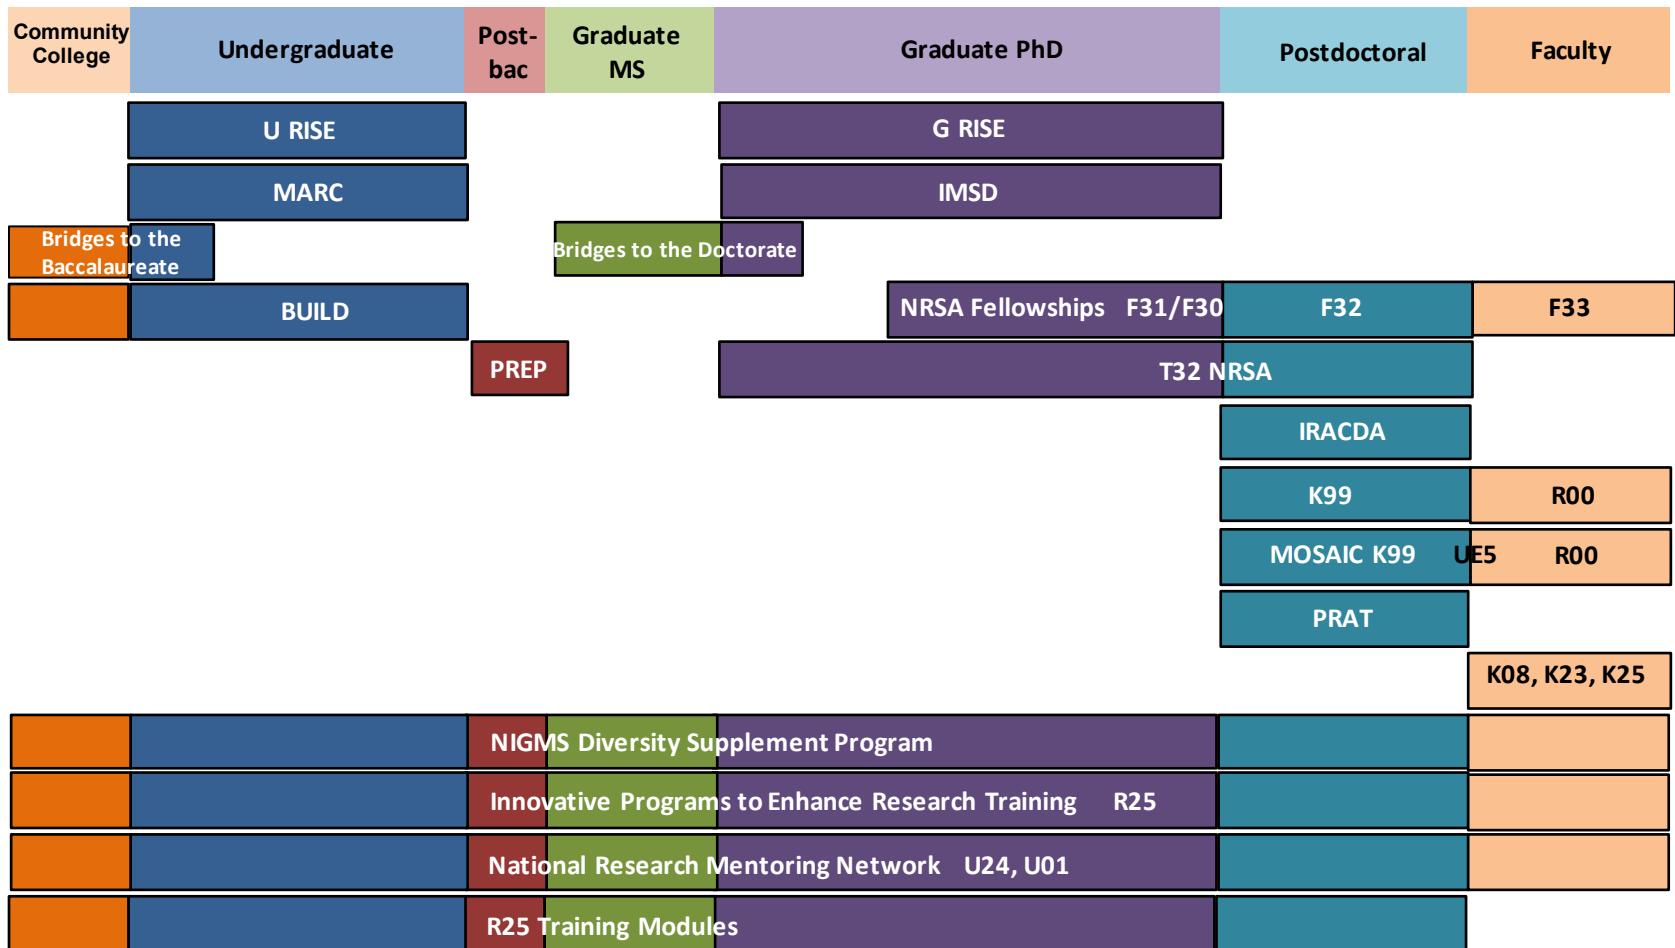 Community
College
Undergraduate
Post-
bac
Graduate
MS
Graduate PhD
Postdoctoral
Faculty
U RISE
G RISE
MARC
IMSD
Bridges to the
Baccalaureate
Bridges to the Doctorate
BUILD
NRSA Fellowships F31/F30
F32
F33
PREP
T32 NRSA
IRACDA
K99
R00
MOSAIC K99
UE5
R00
PRAT
K08, K23, K25
NIGMS Diversity Supplement Program
Innovative Programs to Enhance Research Training R25
National Research Mentoring Network U24, U01
R25 Training Modules